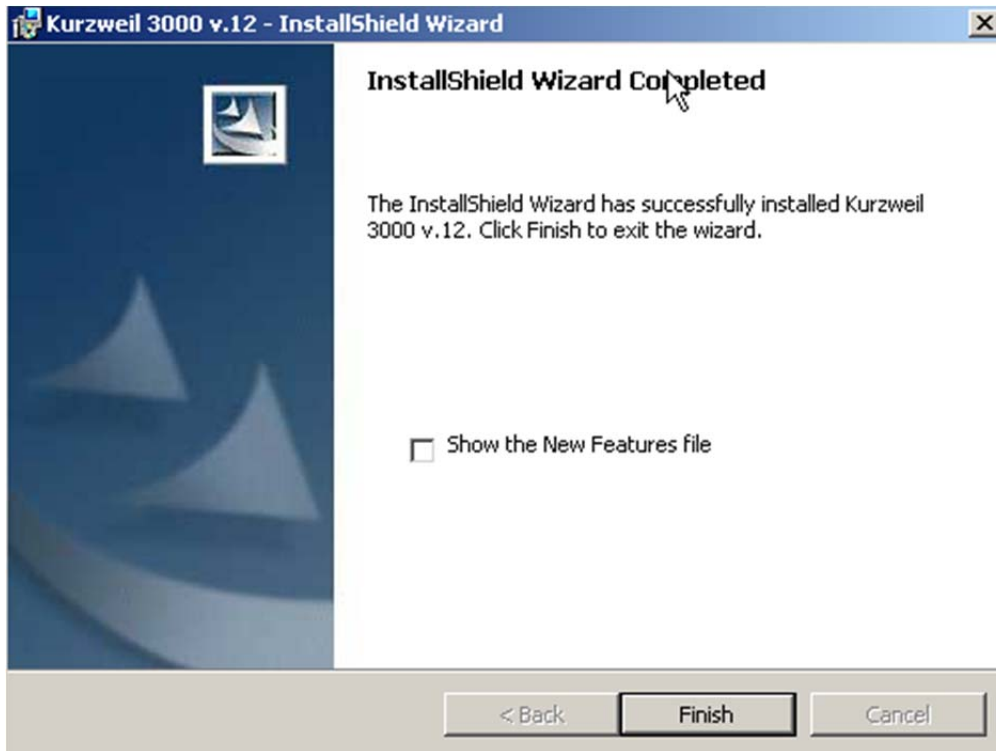 Kurzweil 3000 v.12 - InstallShield Wizard
InstallShield Wizard Completed
The InstallShield Wizard has successfully installed Kurzweil
3000 v.12. Click Finish to exit the wizard.
Show the New Features file
< Back
Finish
Cancel